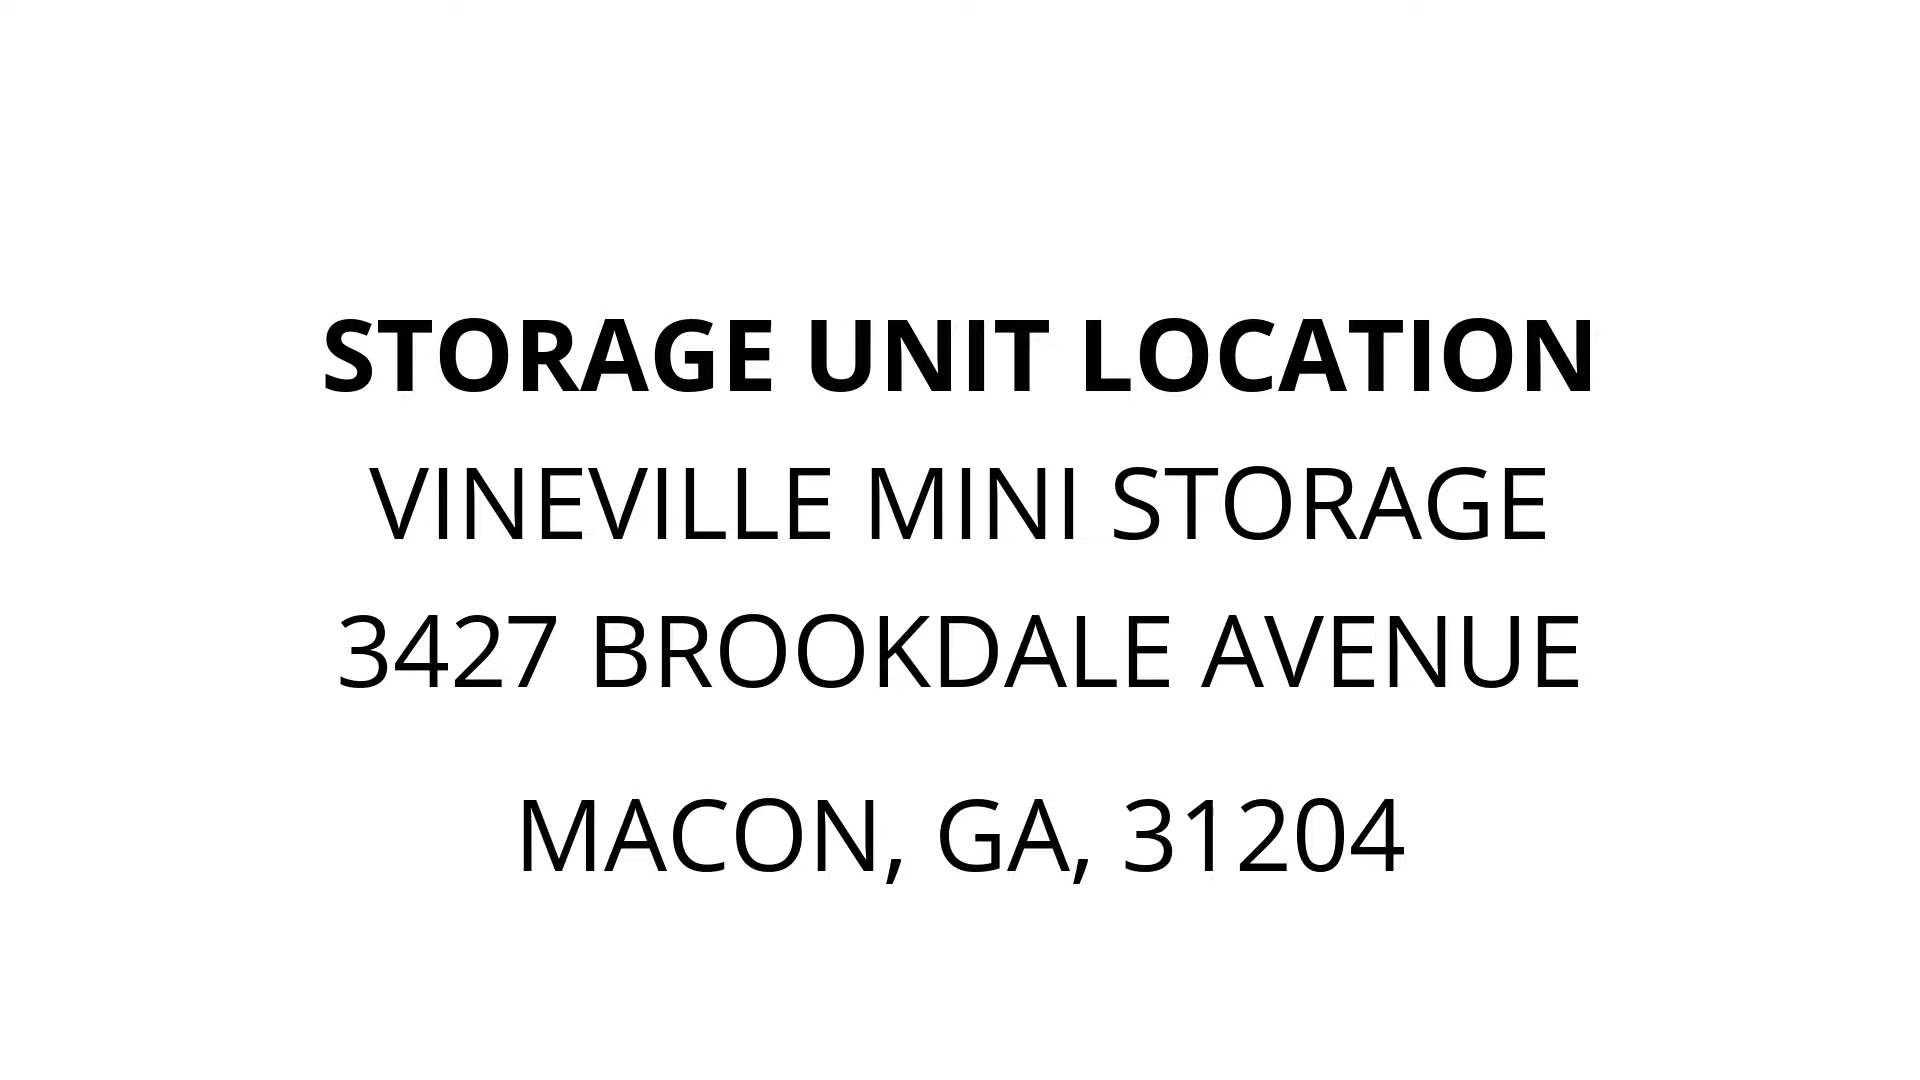 STORAGE UNIT LOCATION
VINEVILLE MINI STORAGE
3427 BROOKDALE AVENUE
MACON, GA, 31204